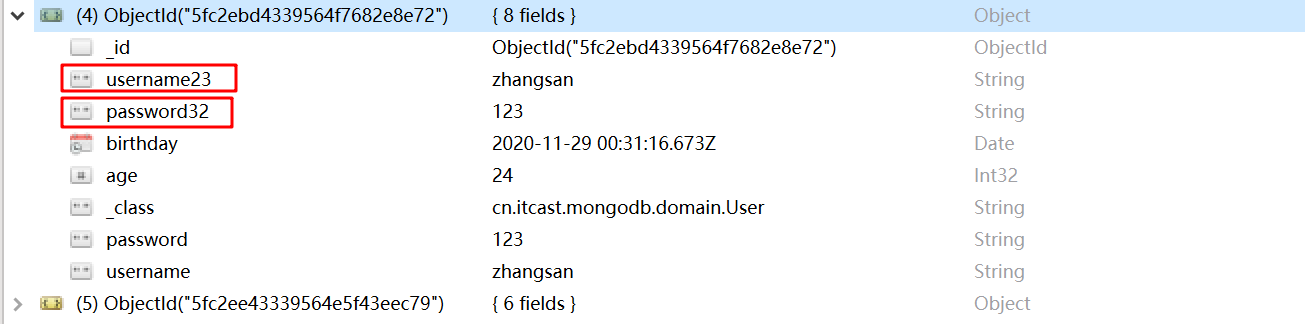 (4) ObjectId("5fc2ebd4339564f7682e8e72") { 8 fields } Object
_id ObjectId("5fc2ebd4339564f7682e8e72") ObjectId
username23 zhangsan String
password32 123 String
birthday 2020-11-29 00:31:16.673Z Date
age 24 Int32
_class cn.itcast.mongodb.domain.User String
password 123 String
username zhangsan String
(5) ObjectId("5fc2ee43339564e5f43eec79") { 6 fields } Object